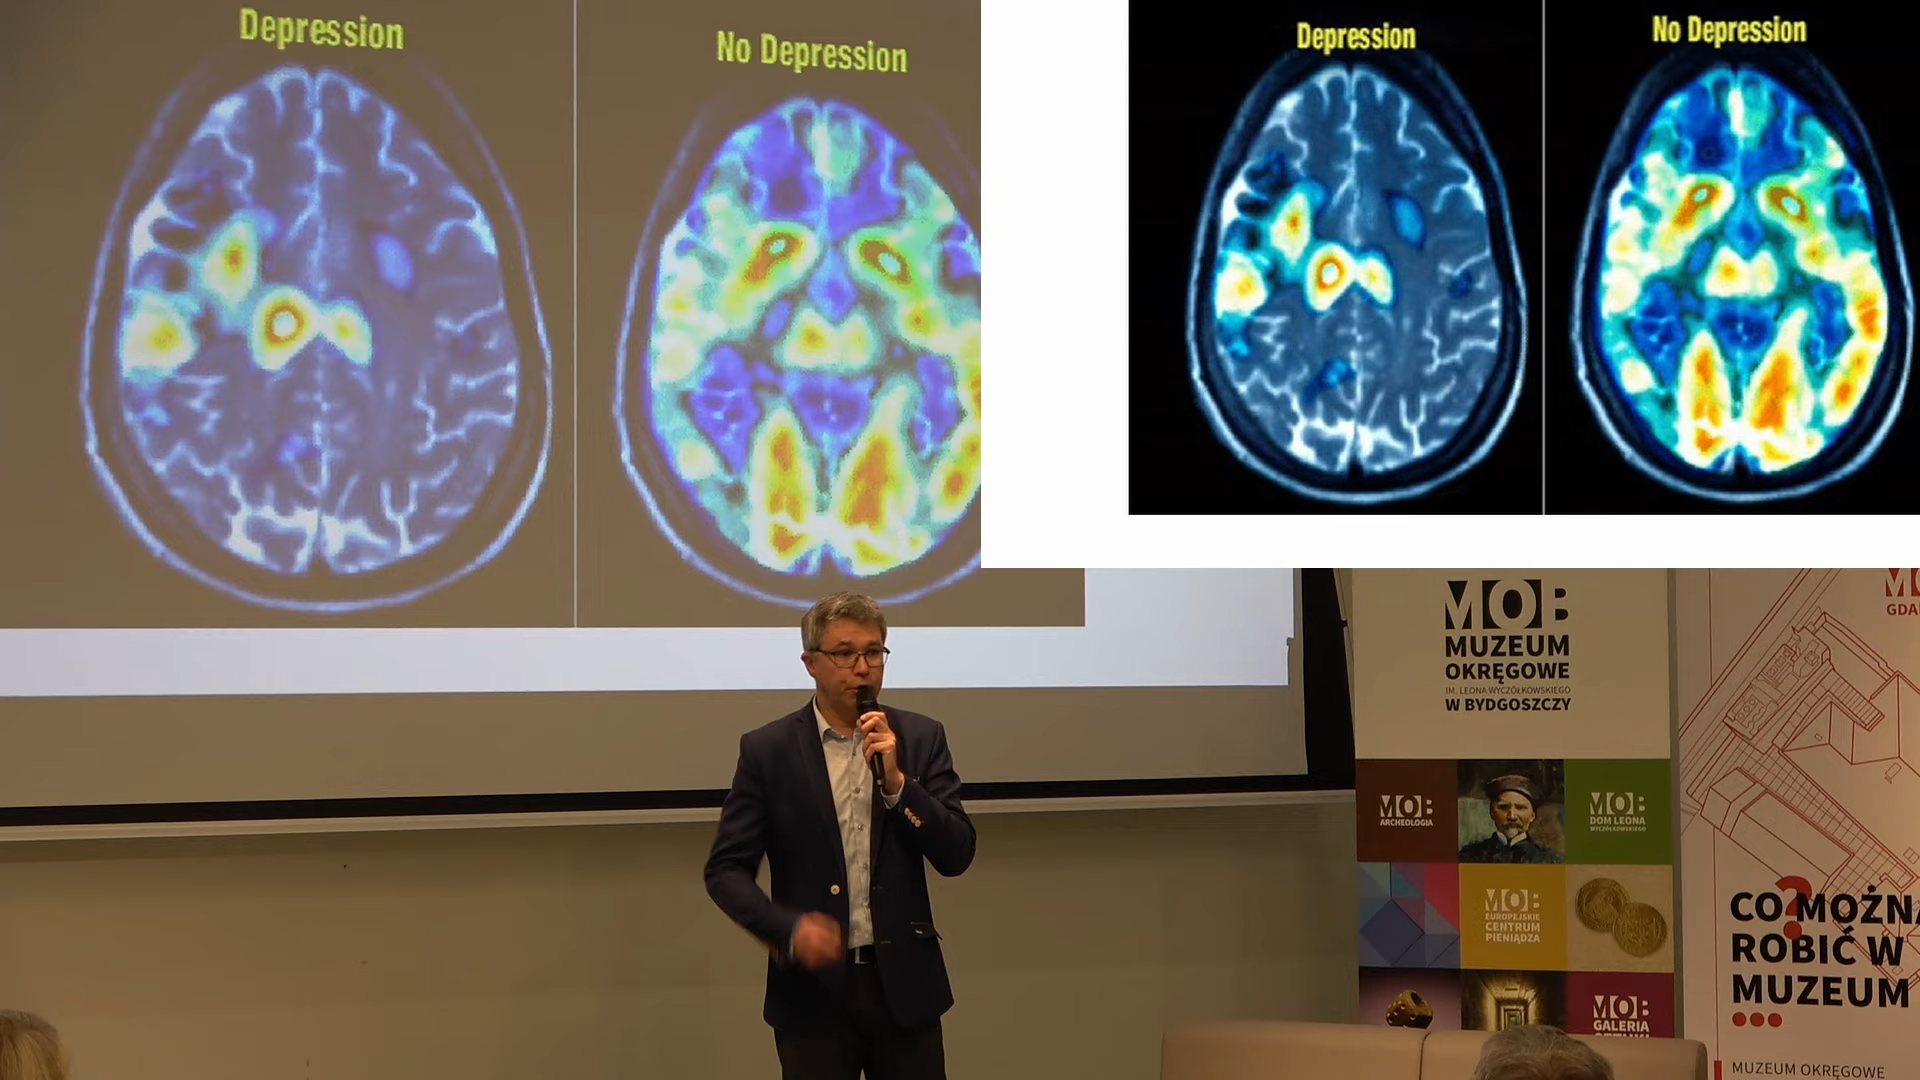 Depression
No Depression
Depression
No Depression
MOB
MUZEUM
OKRĘGOWE
IM. LEONA WYCZÓŁKOWSKIEGO
W BYDGOSZCZY
MOB
ARCHEOLOGIA
MOB
DOM LEONA
WYCZÓŁKOWSKIEGO
MOB
EUROPEJSKIE
CENTRUM
PIENIĄDZA
MOB
GALERIA
GDA
?
CO MOŻNA
ROBIĆ W
MUZEUM
MUZEUM OKRĘGOWE